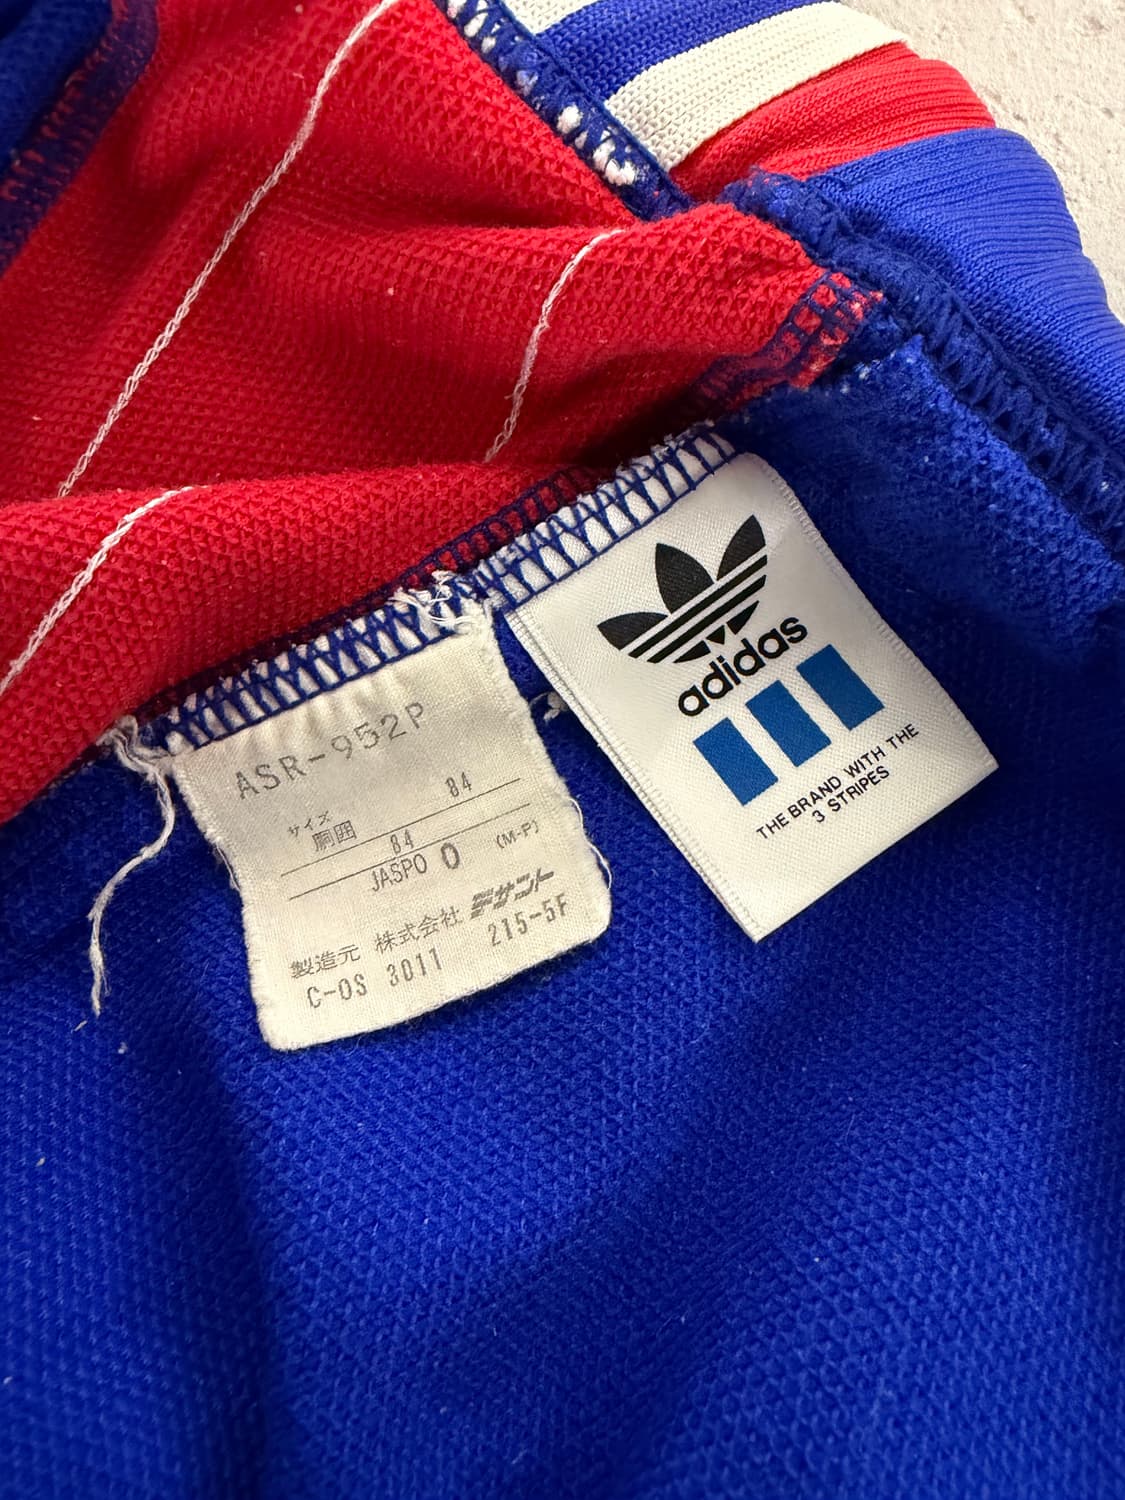 ASR-952P
サイズ 84
胴囲 84
JASPO O (M-P)
製造元 株式会社 デサント
C-OS 3011 215-5F
adidas
THE BRAND WITH THE
3 STRIPES